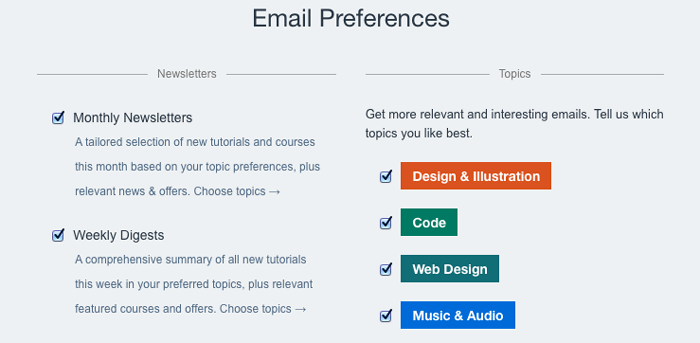 Email Preferences
Newsletters
Monthly Newsletters
A tailored selection of new tutorials and courses
this month based on your topic preferences, plus
relevant news & offers. Choose topics →
Weekly Digests
A comprehensive summary of all new tutorials
this week in your preferred topics, plus relevant
featured courses and offers. Choose topics →
Topics
Get more relevant and interesting emails. Tell us which
topics you like best.
Design & Illustration
Code
Web Design
Music & Audio